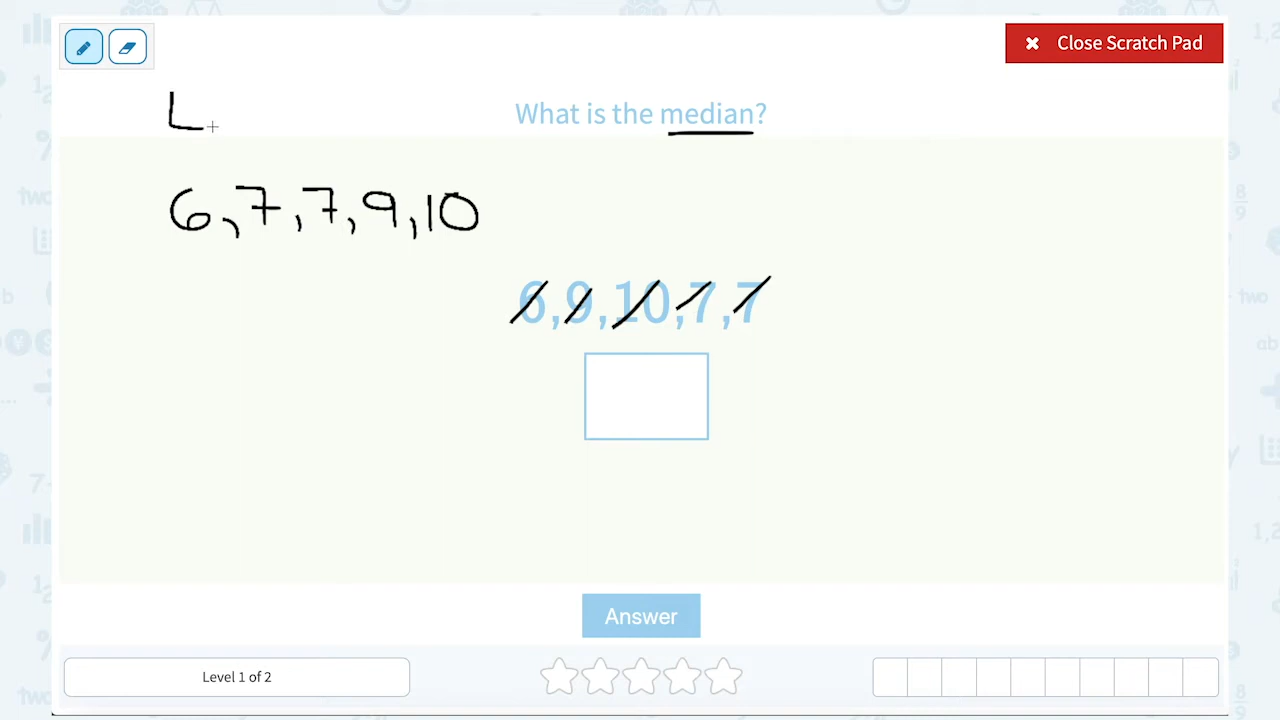 ✖ Close Scratch Pad
L
What is the median?
6, 7, 7, 9, 10
6,9,10,7,7
Answer
Level 1 of 2